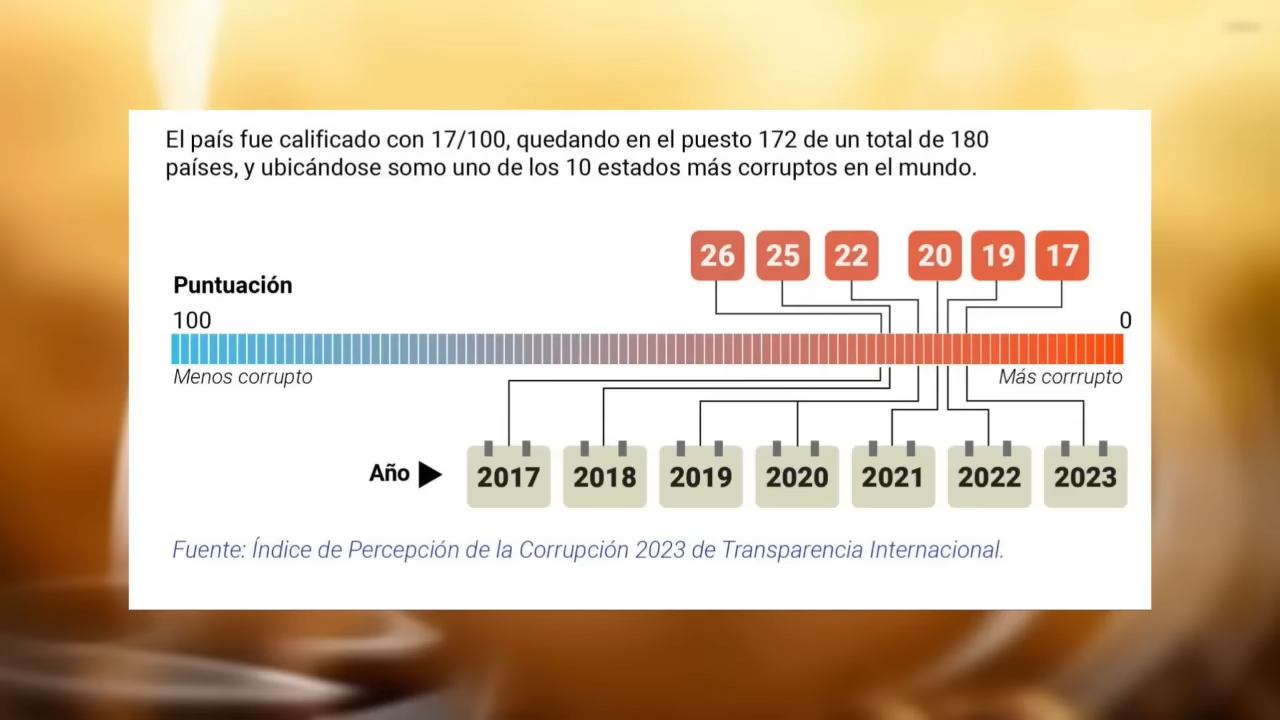 El país fue calificado con 17/100, quedando en el puesto 172 de un total de 180
países, y ubicándose somo uno de los 10 estados más corruptos en el mundo.
26 25 22 20 19 17
Puntuación
100 0
Menos corrupto Más corrrupto
Año 2017 2018 2019 2020 2021 2022 2023
Fuente: Índice de Percepción de la Corrupción 2023 de Transparencia Internacional.